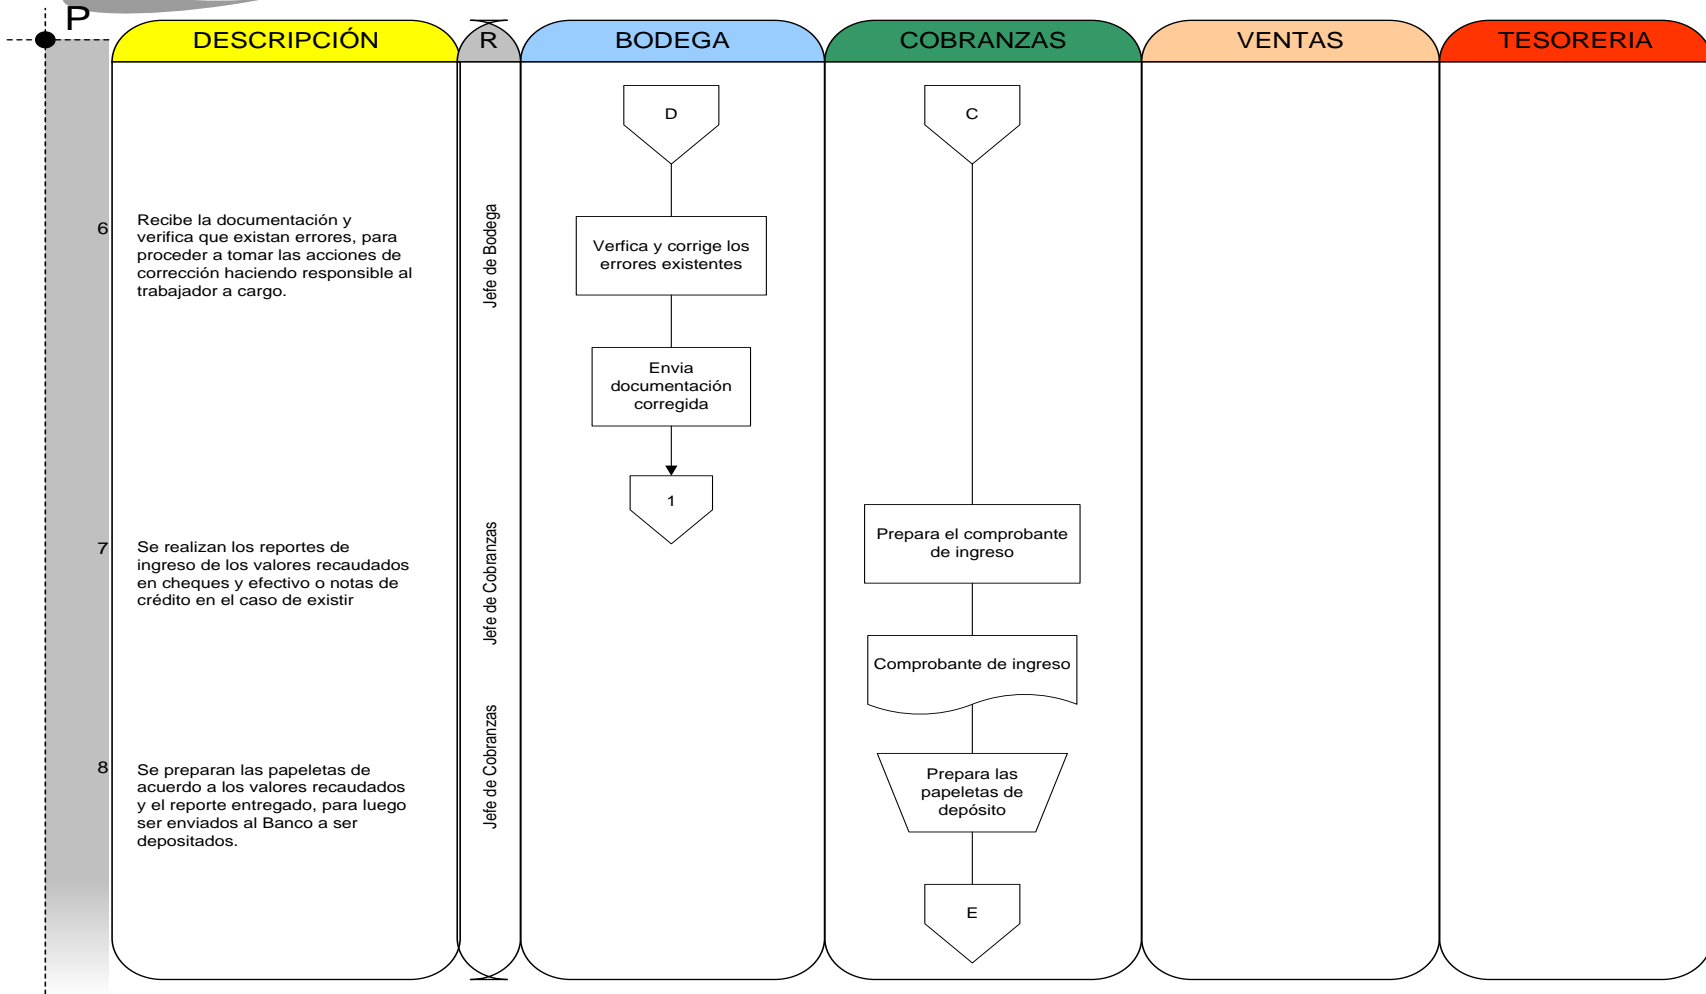 P
DESCRIPCIÓN
R
BODEGA
COBRANZAS
VENTAS
TESORERIA
D
C
6
Recibe la documentación y
verifica que existan errores, para
proceder a tomar las acciones de
corrección haciendo responsible al
trabajador a cargo.
Jefe de Bodega
Verfica y corrige los
errores existentes
Envia
documentación
corregida
1
7
Se realizan los reportes de
ingreso de los valores recaudados
en cheques y efectivo o notas de
crédito en el caso de existir
Jefe de Cobranzas
Prepara el comprobante
de ingreso
Comprobante de ingreso
8
Se preparan las papeletas de
acuerdo a los valores recaudados
y el reporte entregado, para luego
ser enviados al Banco a ser
depositados.
Jefe de Cobranzas
Prepara las
papeletas de
depósito
E